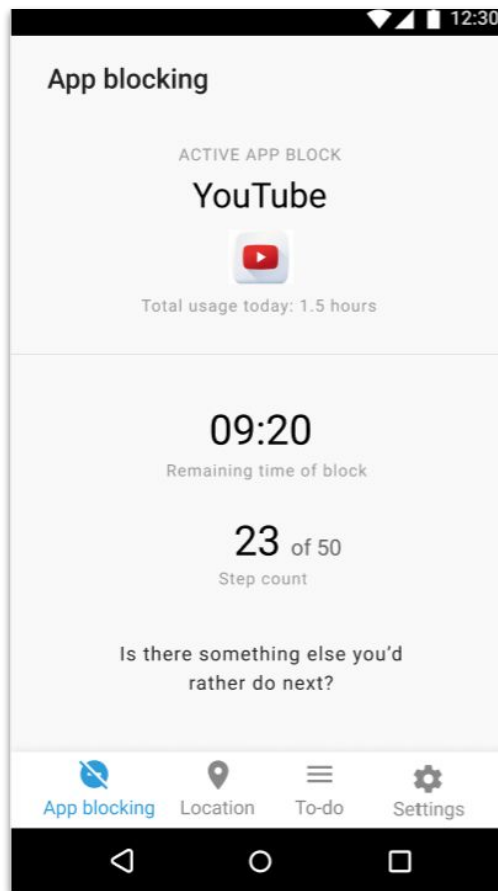 12:30
App blocking
ACTIVE APP BLOCK
YouTube
Total usage today: 1.5 hours
09:20
Remaining time of block
23 of 50
Step count
Is there something else you'd
rather do next?
App blocking Location To-do Settings